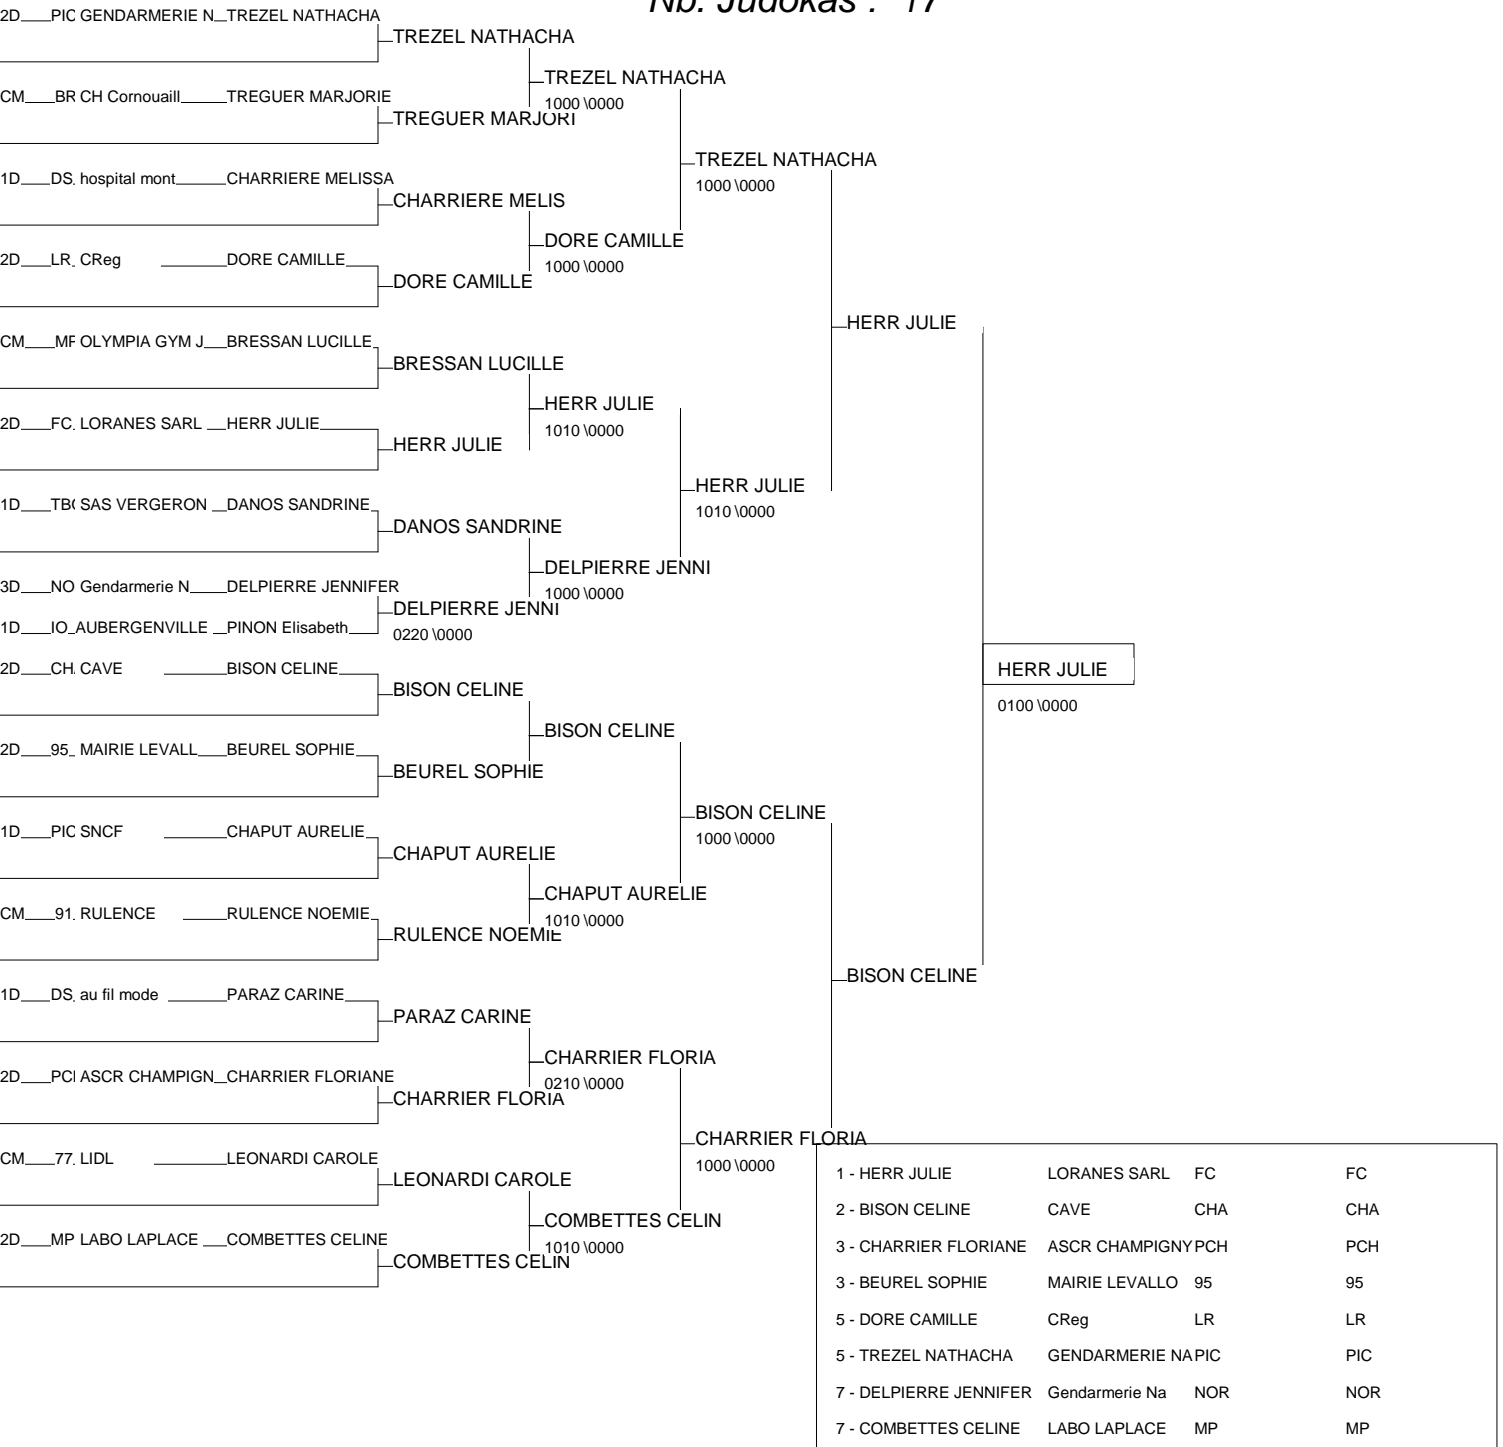 Nb. Judokas : 17
2D PIC GENDARMERIE N TREZEL NATHACHA
TREZEL NATHACHA
TREZEL NATHACHA
1000 \0000
CM BR CH Cornouaill TREGUER MARJORIE
TREGUER MARJORI
TREZEL NATHACHA
1000 \0000
1D DS hospital mont CHARRIERE MELISSA
CHARRIERE MELIS
DORE CAMILLE
1000 \0000
2D LR CReg DORE CAMILLE
DORE CAMILLE
HERR JULIE
CM MP OLYMPIA GYM J BRESSAN LUCILLE
BRESSAN LUCILLE
HERR JULIE
1010 \0000
2D FC LORANES SARL HERR JULIE
HERR JULIE
HERR JULIE
1010 \0000
1D TB SAS VERGERON DANOS SANDRINE
DANOS SANDRINE
DELPIERRE JENNI
1000 \0000
3D NO Gendarmerie N DELPIERRE JENNIFER
DELPIERRE JENNI
0220 \0000
1D IO AUBERGENVILLE PINON Elisabeth
2D CH CAVE BISON CELINE
BISON CELINE
HERR JULIE
0100 \0000
BISON CELINE
2D 95 MAIRIE LEVALL BEUREL SOPHIE
BEUREL SOPHIE
BISON CELINE
1000 \0000
1D PIC SNCF CHAPUT AURELIE
CHAPUT AURELIE
CHAPUT AURELIE
1010 \0000
CM 91 RULENCE RULENCE NOEMIE
RULENCE NOEMIE
BISON CELINE
1D DS au fil mode PARAZ CARINE
PARAZ CARINE
CHARRIER FLORIA
0210 \0000
2D PC ASCR CHAMPIGN CHARRIER FLORIANE
CHARRIER FLORIA
CHARRIER FLORIA
1000 \0000
CM 77 LIDL LEONARDI CAROLE
LEONARDI CAROLE
COMBETTES CELIN
1010 \0000
2D MP LABO LAPLACE COMBETTES CELINE
COMBETTES CELIN
1 - HERR JULIE LORANES SARL FC FC
2 - BISON CELINE CAVE CHA CHA
3 - CHARRIER FLORIANE ASCR CHAMPIGNY PCH PCH
3 - BEUREL SOPHIE MAIRIE LEVALLO 95 95
5 - DORE CAMILLE CReg LR LR
5 - TREZEL NATHACHA GENDARMERIE NA PIC PIC
7 - DELPIERRE JENNIFER Gendarmerie Na NOR NOR
7 - COMBETTES CELINE LABO LAPLACE MP MP